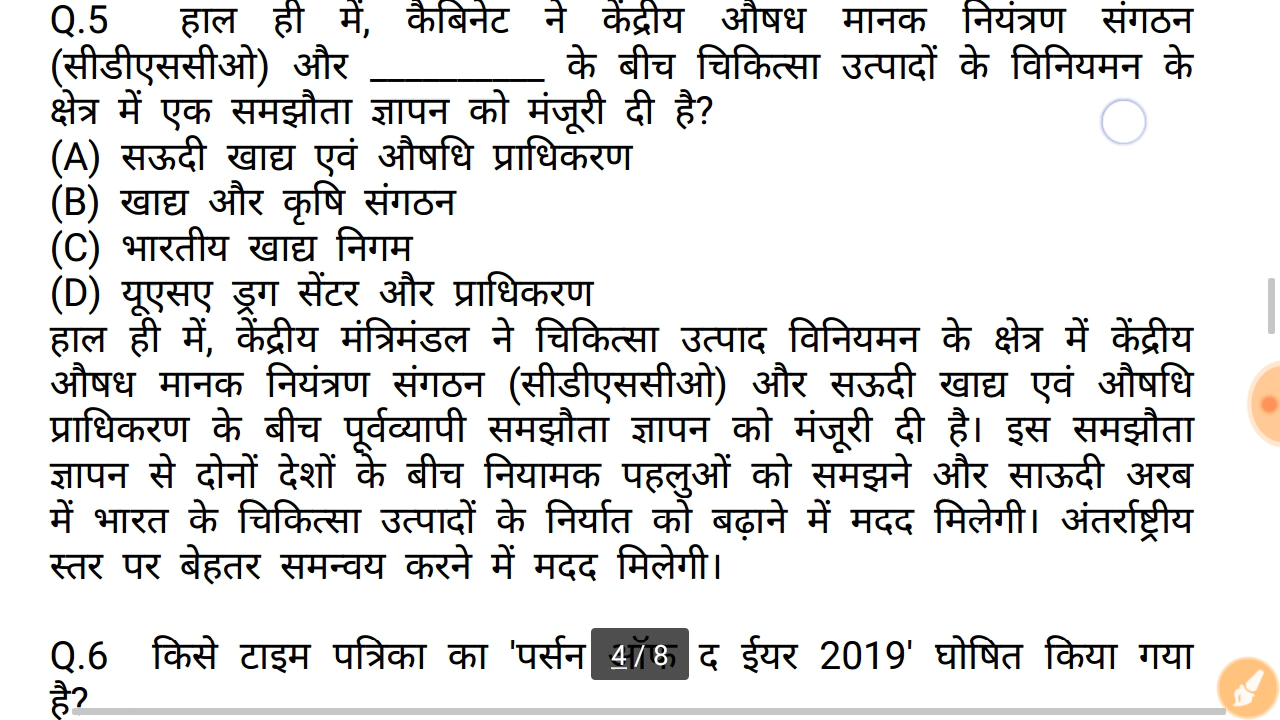 Q.5 हाल ही में, कैबिनेट ने केंद्रीय औषध मानक नियंत्रण संगठन
(सीडीएससीओ) और __________ के बीच चिकित्सा उत्पादों के विनियमन के
क्षेत्र में एक समझौता ज्ञापन को मंजूरी दी है?
(A) सऊदी खाद्य एवं औषधि प्राधिकरण
(B) खाद्य और कृषि संगठन
(C) भारतीय खाद्य निगम
(D) यूएसए ड्रग सेंटर और प्राधिकरण
हाल ही में, केंद्रीय मंत्रिमंडल ने चिकित्सा उत्पाद विनियमन के क्षेत्र में केंद्रीय
औषध मानक नियंत्रण संगठन (सीडीएससीओ) और सऊदी खाद्य एवं औषधि
प्राधिकरण के बीच पूर्वव्यापी समझौता ज्ञापन को मंजूरी दी है। इस समझौता
ज्ञापन से दोनों देशों के बीच नियामक पहलुओं को समझने और साऊदी अरब
में भारत के चिकित्सा उत्पादों के निर्यात को बढ़ाने में मदद मिलेगी। अंतर्राष्ट्रीय
स्तर पर बेहतर समन्वय करने में मदद मिलेगी।
Q.6 किसे टाइम पत्रिका का 'पर्सन ऑफ द ईयर 2019' घोषित किया गया
4 / 8
है?